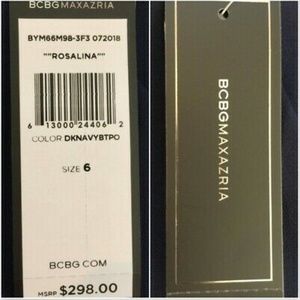 BCBGMAXAZRIA
BYM66M98-3F3 072018
""ROSALINA""
6 13000 24406 2
COLOR DKNAVYBTPO
SIZE 6
BCBG.COM
MSRP $298.00
BCBGMAXAZRIA